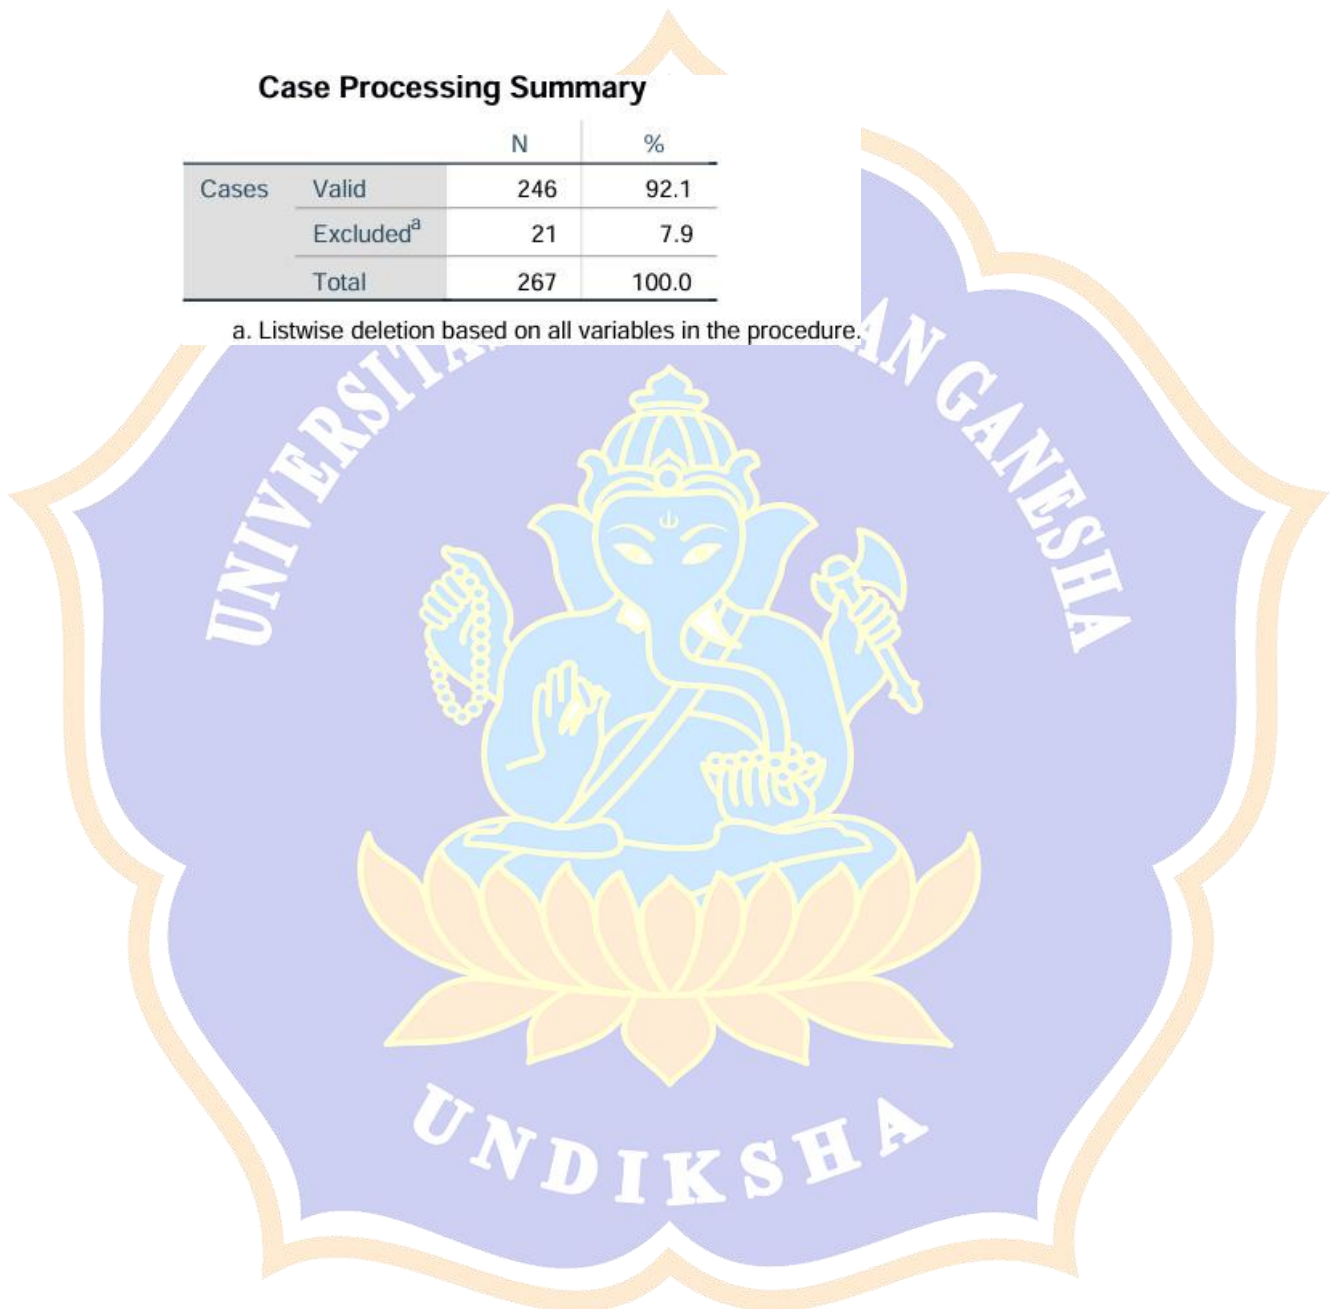 Case Processing Summary
N %
Cases Valid 246 92.1
Excludedᵃ 21 7.9
Total 267 100.0
a. Listwise deletion based on all variables in the procedure.
UNIVERSITAS AN GANESHA
UNDIKSHA